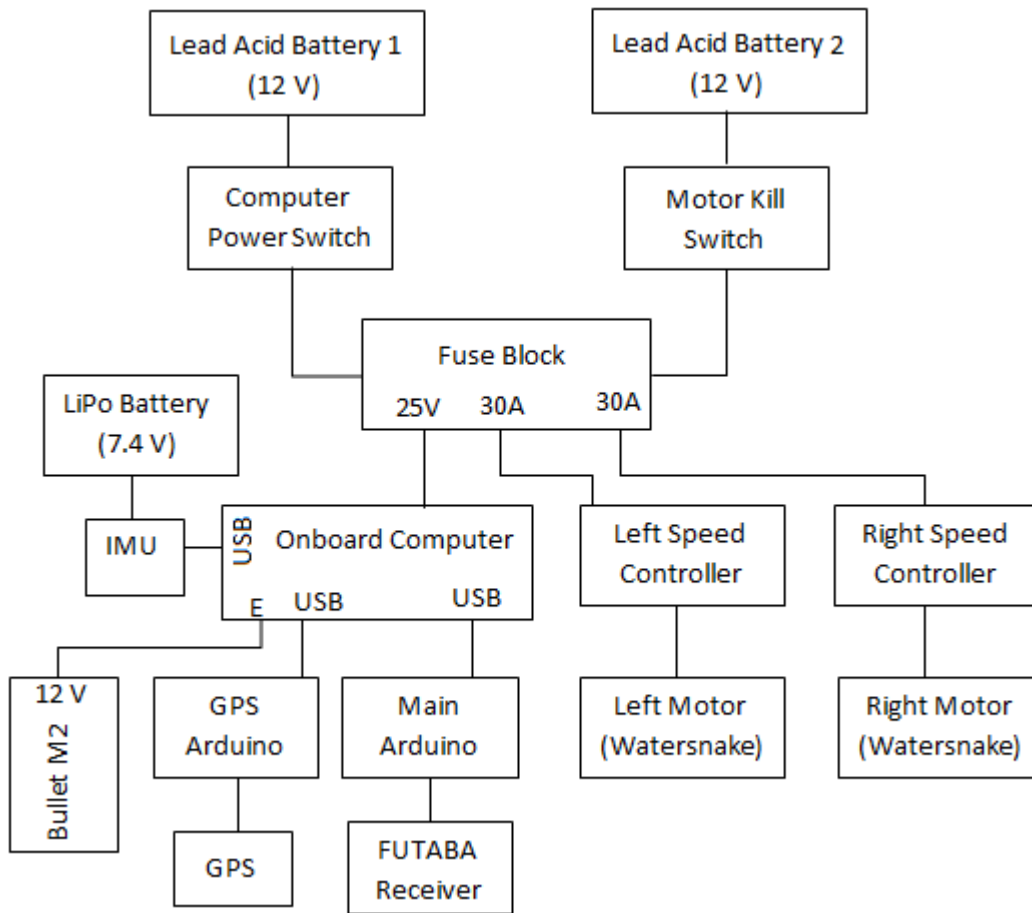 Lead Acid Battery 1
(12 V)
Lead Acid Battery 2
(12 V)
Computer
Power Switch
Motor Kill
Switch
Fuse Block
25V
30A
30A
LiPo Battery
(7.4 V)
IMU
USB
Onboard Computer
E
USB
USB
Left Speed
Controller
Right Speed
Controller
12 V
Bullet M2
GPS
Arduino
Main
Arduino
Left Motor
(Watersnake)
Right Motor
(Watersnake)
GPS
FUTABA
Receiver